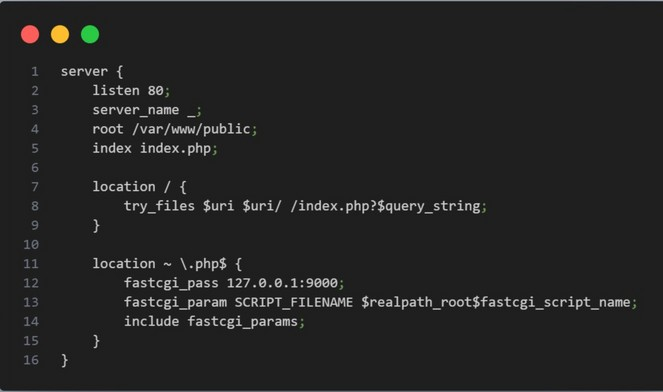 1 server {
2     listen 80;
3     server_name _;
4     root /var/www/public;
5     index index.php;
6
7     location / {
8         try_files $uri $uri/ /index.php?$query_string;
9     }
10
11     location ~ \.php$ {
12         fastcgi_pass 127.0.0.1:9000;
13         fastcgi_param SCRIPT_FILENAME $realpath_root$fastcgi_script_name;
14         include fastcgi_params;
15     }
16 }